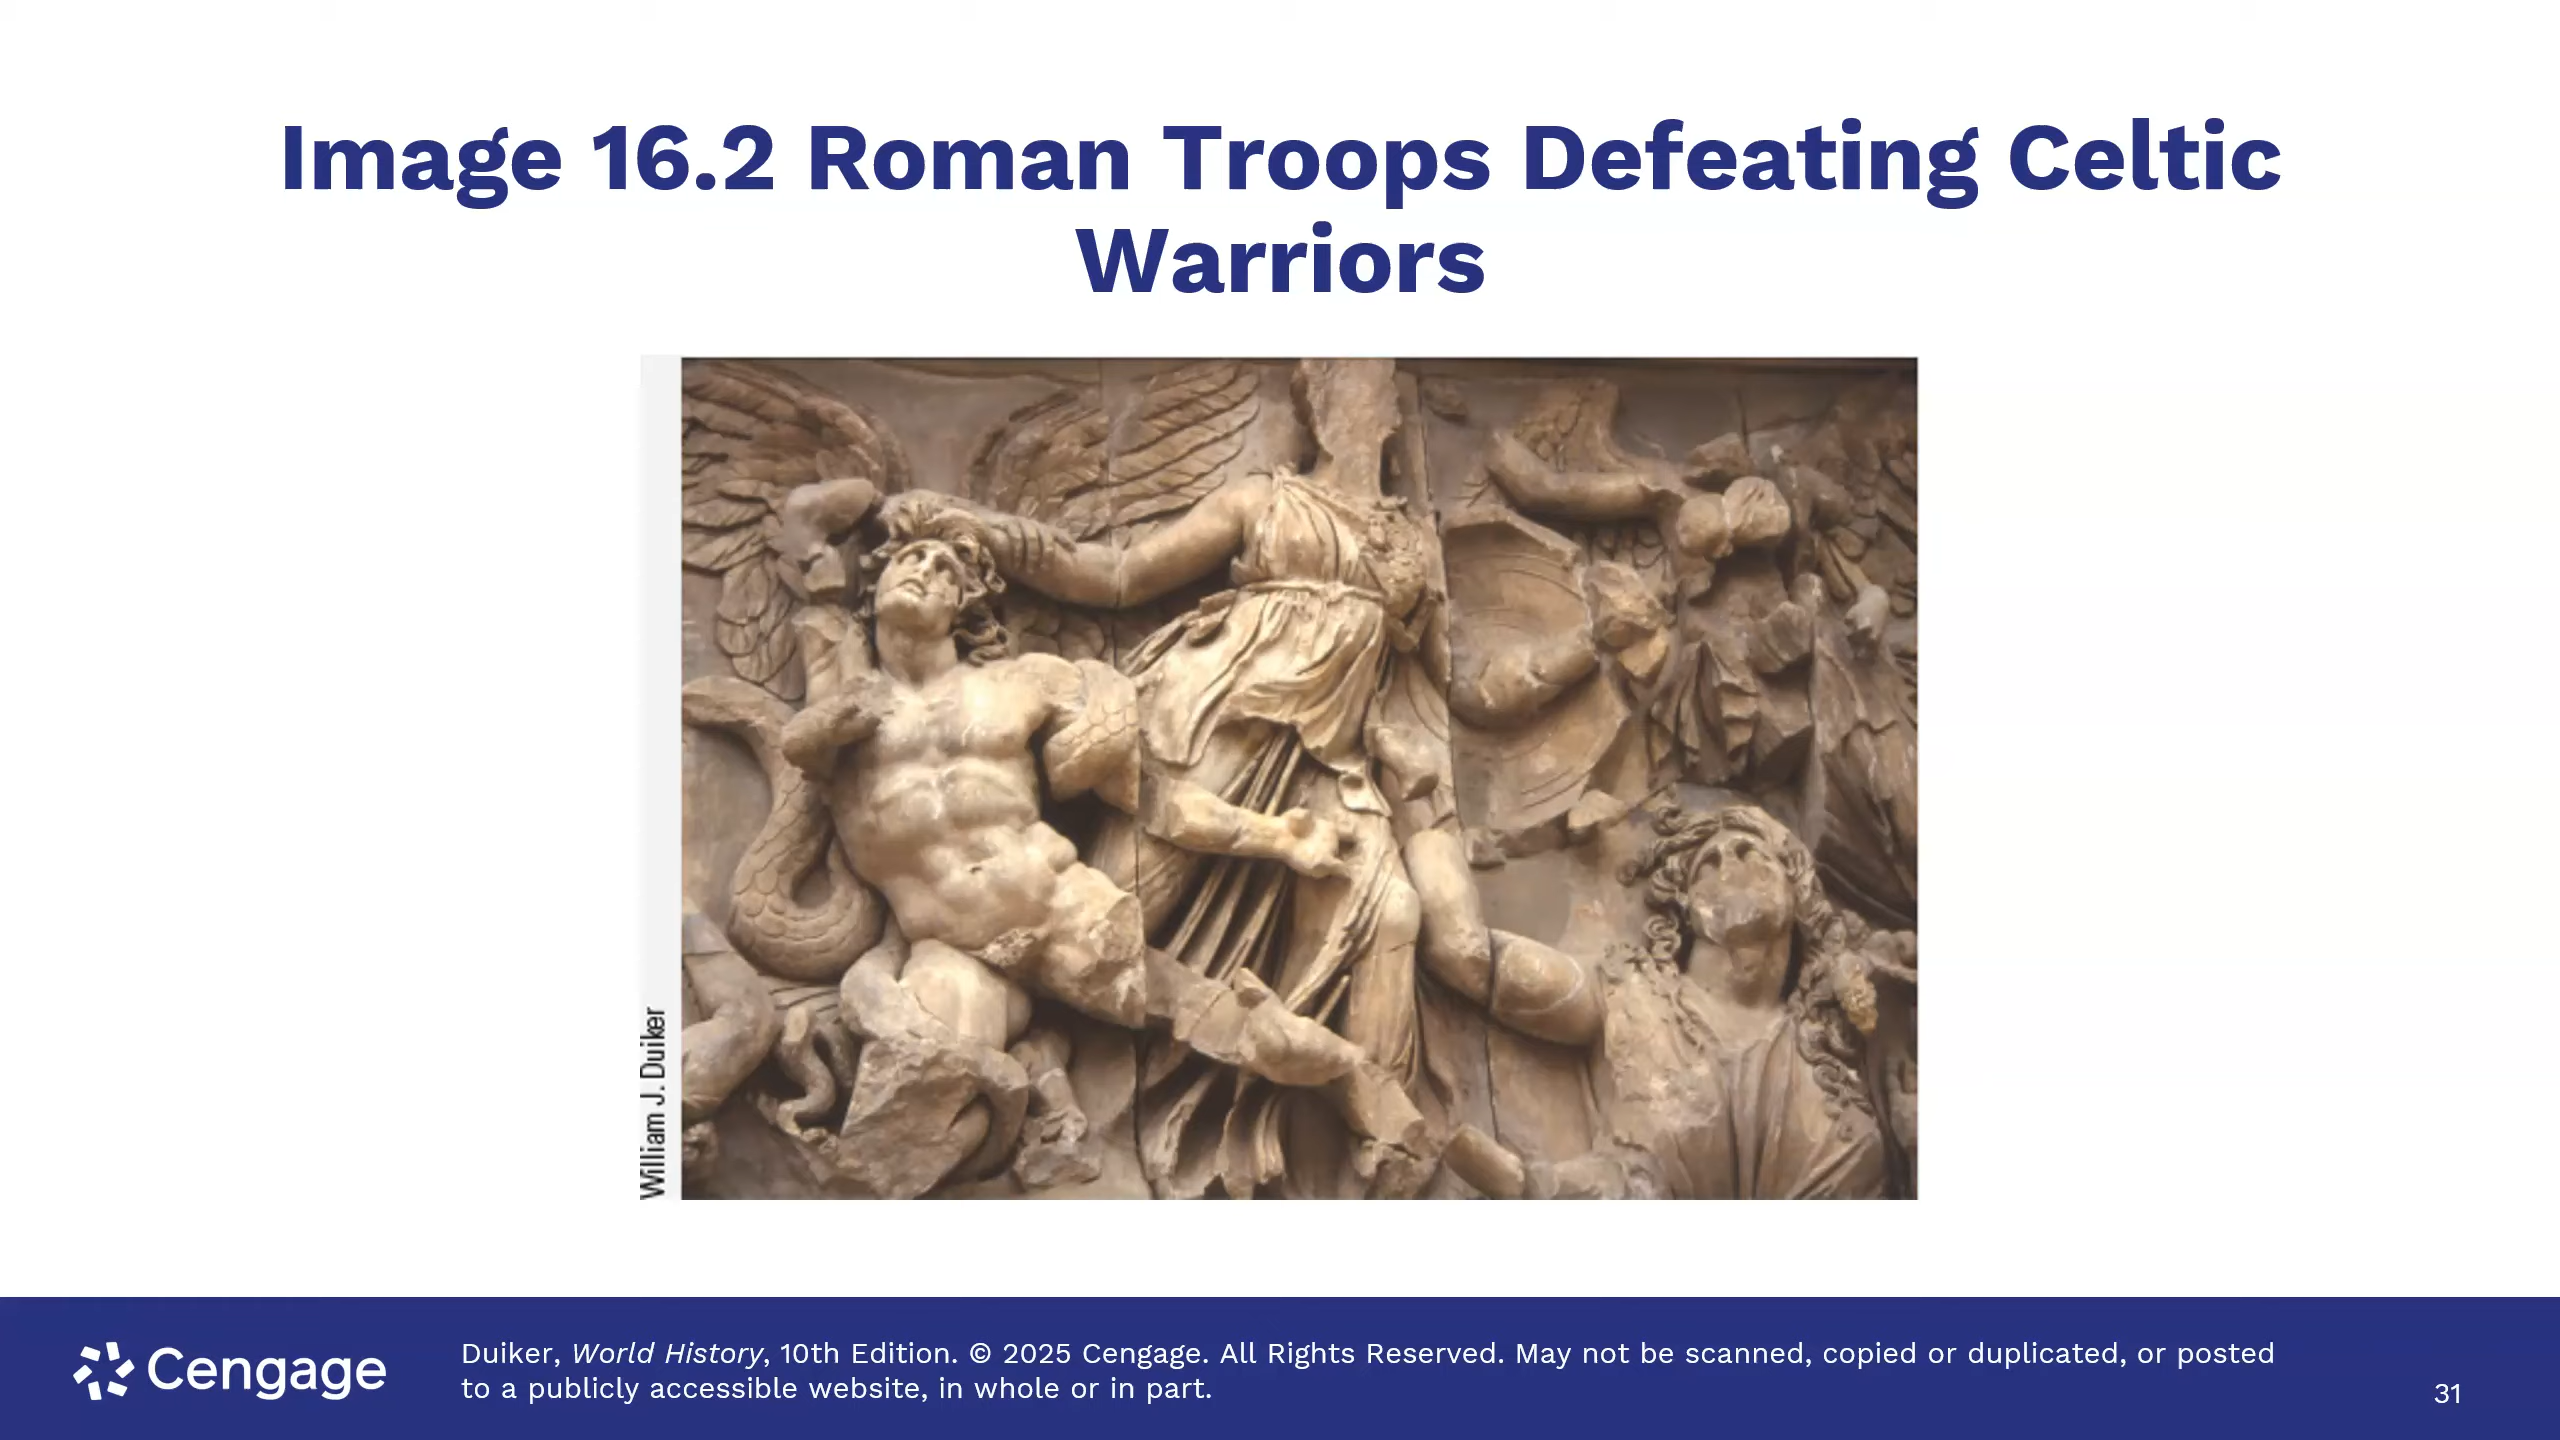 Image 16.2 Roman Troops Defeating Celtic
Warriors
William J. Duiker
Cengage
Duiker, World History, 10th Edition. © 2025 Cengage. All Rights Reserved. May not be scanned, copied or duplicated, or posted
to a publicly accessible website, in whole or in part.
31